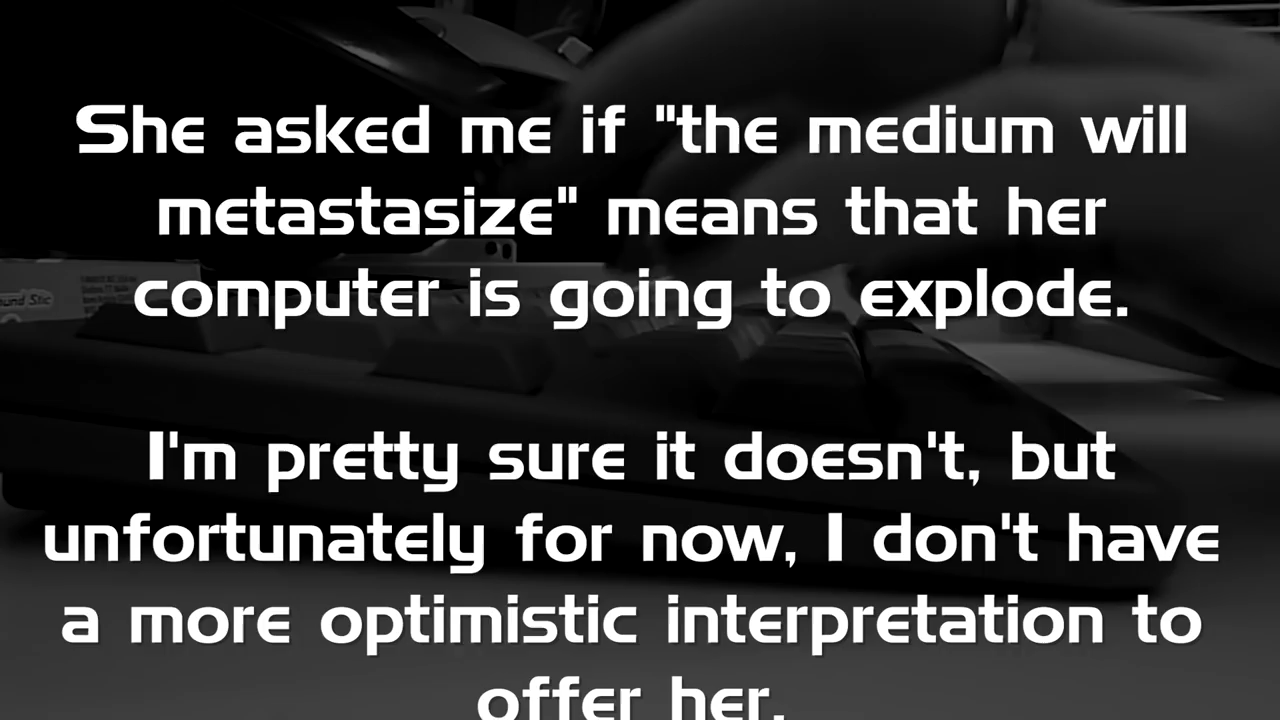 She asked me if "the medium will
metastasize" means that her
computer is going to explode.
I'm pretty sure it doesn't, but
unfortunately for now, I don't have
a more optimistic interpretation to
offer her.